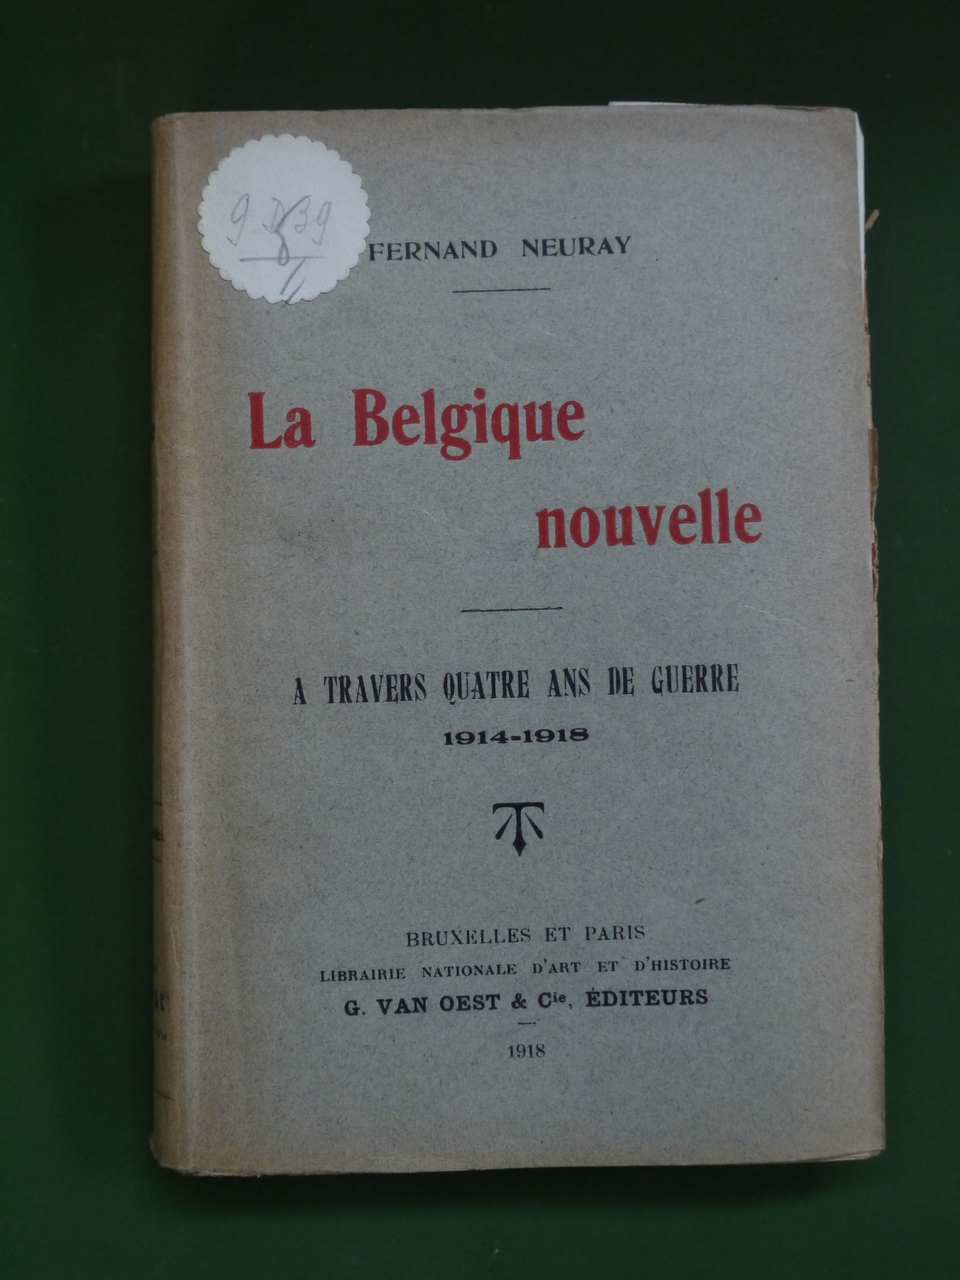 FERNAND NEURAY
La Belgique
nouvelle
A TRAVERS QUATRE ANS DE GUERRE
1914-1918
BRUXELLES ET PARIS
LIBRAIRIE NATIONALE D'ART ET D'HISTOIRE
G. VAN OEST & Cie, ÉDITEURS
1918